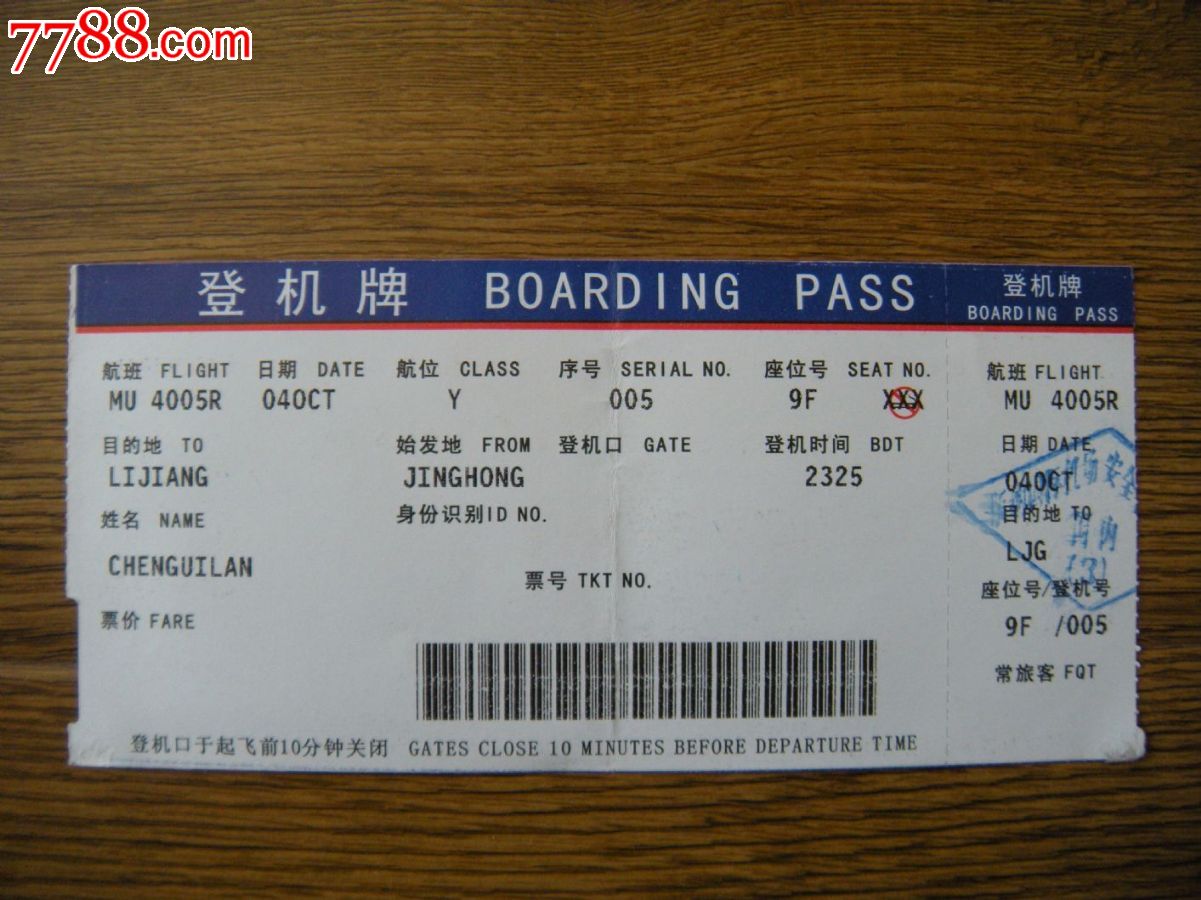 7788.com
登机牌 BOARDING PASS
登机牌
BOARDING PASS
航班 FLIGHT 日期 DATE 航位 CLASS 序号 SERIAL NO. 座位号 SEAT NO.
MU 4005R 04OCT Y 005 9F XXX
目的地 TO 始发地 FROM 登机口 GATE 登机时间 BDT
LIJIANG JINGHONG 2325
姓名 NAME 身份识别ID NO.
CHENGUILAN
票号 TKT NO.
票价 FARE
登机口于起飞前10分钟关闭 GATES CLOSE 10 MINUTES BEFORE DEPARTURE TIME
航班 FLIGHT
MU 4005R
日期 DATE
04OCT
目的地 TO
LJG
座位号/登机号
9F /005
常旅客 FQT
机场安全